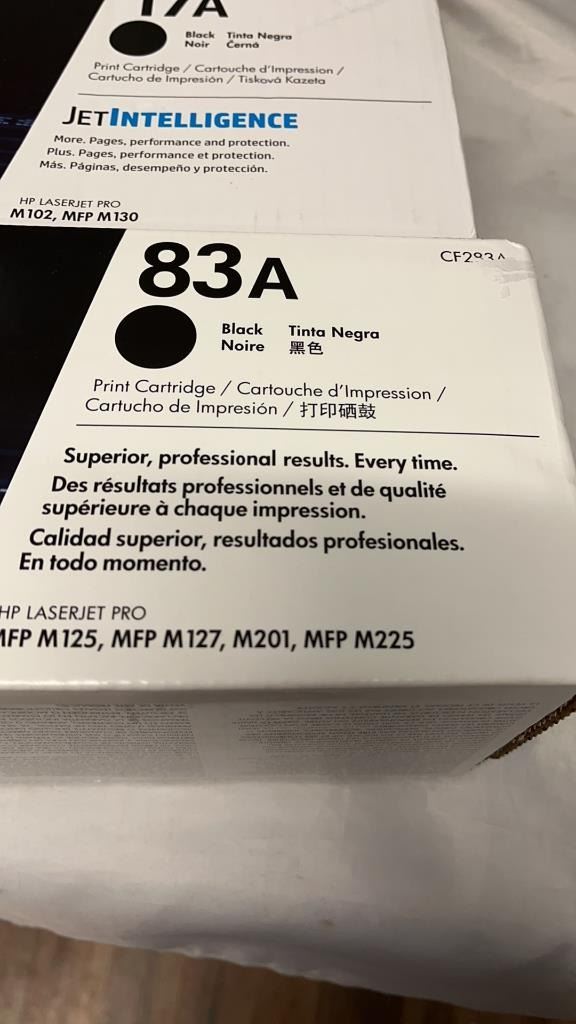 17A
Black Tinta Negra
Noir Černá
Print Cartridge / Cartouche d'Impression /
Cartucho de Impresión / Tisková Kazeta
JETINTELLIGENCE
More. Pages, performance and protection.
Plus. Pages, performance et protection.
Más. Páginas, desempeño y protección.
HP LASERJET PRO
M102, MFP M130
83A
CF283A
Black Tinta Negra
Noire 黑色
Print Cartridge / Cartouche d'Impression /
Cartucho de Impresión / 打印硒鼓
Superior, professional results. Every time.
Des résultats professionnels et de qualité
supérieure à chaque impression.
Calidad superior, resultados profesionales.
En todo momento.
HP LASERJET PRO
MFP M125, MFP M127, M201, MFP M225